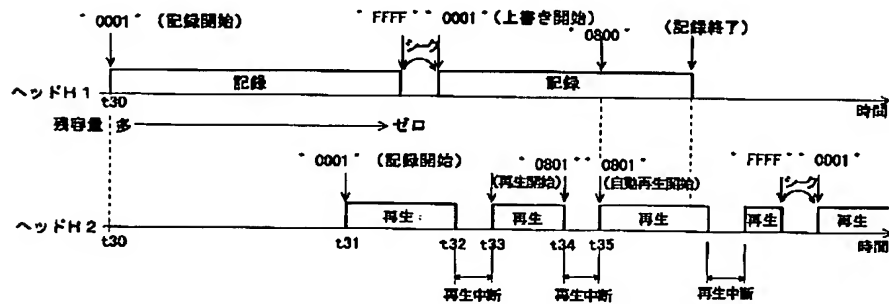 "0001" (記録開始)
"FFFF" "0001" (上書き開始)
シーク
"0800"
(記録終了)
記録
記録
ヘッドH1
t30
時間
残容量 多 ゼロ
"0001" (記録開始)
"0801"
(再生開始)
"0801"
(自動再生開始)
"FFFF" "0001"
シーク
再生
再生
再生
再生
再生
ヘッドH2
t30
t31
t32
t33
t34
t35
時間
再生中断
再生中断
再生中断